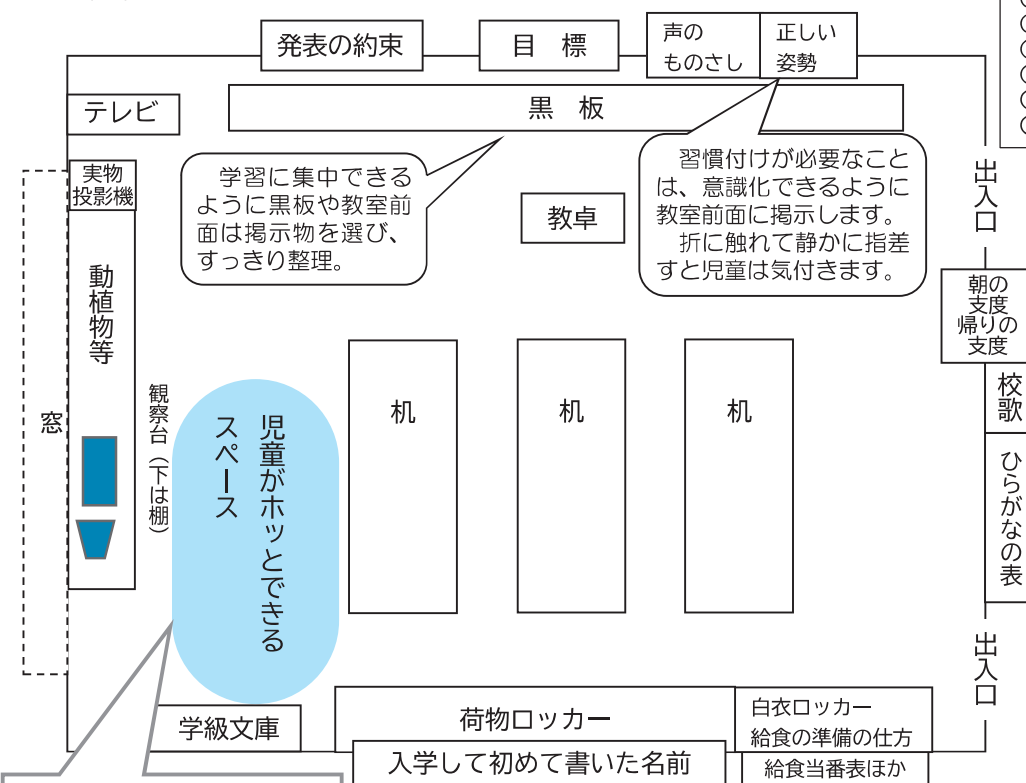 発表の約束
目　標
声の
ものさし
正しい
姿勢
テレビ
黒　板
実物
投影機
学習に集中できる
ように黒板や教室前
面は掲示物を選び、
すっきり整理。
教卓
習慣付けが必要なこと
は、意識化できるように
教室前面に掲示します。
折に触れて静かに指差
すと児童は気付きます。
出入口
朝の
支度
帰りの
支度
校歌
ひらがなの表
出入口
動植物等
窓
観察台（下は棚）
児童がホッとできる
スペース
机
机
机
学級文庫
荷物ロッカー
白衣ロッカー
給食の準備の仕方
入学して初めて書いた名前
給食当番表ほか